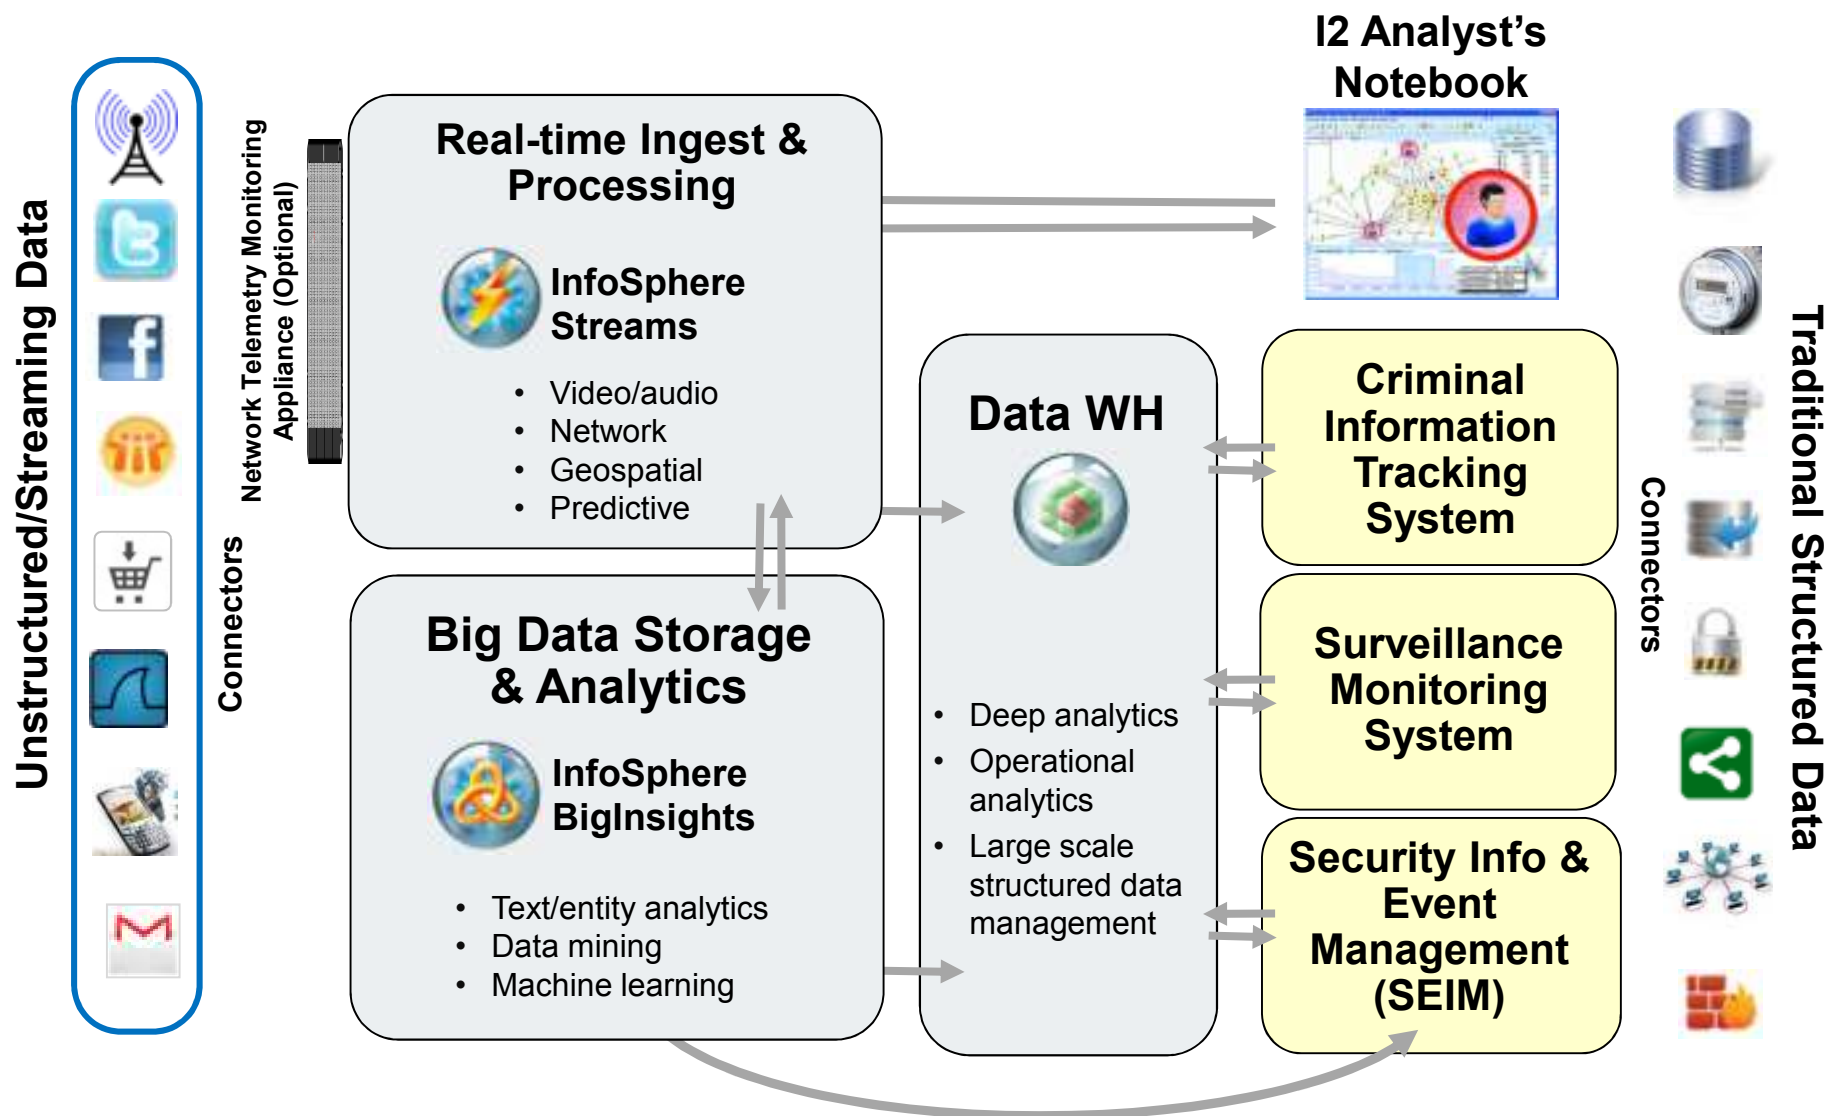 I2 Analyst's
Notebook
Unstructured/Streaming Data
Connectors
Network Telemetry Monitoring
Appliance (Optional)
Real-time Ingest &
Processing
InfoSphere
Streams
• Video/audio
• Network
• Geospatial
• Predictive
Big Data Storage
& Analytics
InfoSphere
BigInsights
• Text/entity analytics
• Data mining
• Machine learning
Data WH
• Deep analytics
• Operational
analytics
• Large scale
structured data
management
Criminal
Information
Tracking
System
Surveillance
Monitoring
System
Security Info &
Event
Management
(SEIM)
Connectors
Traditional Structured Data